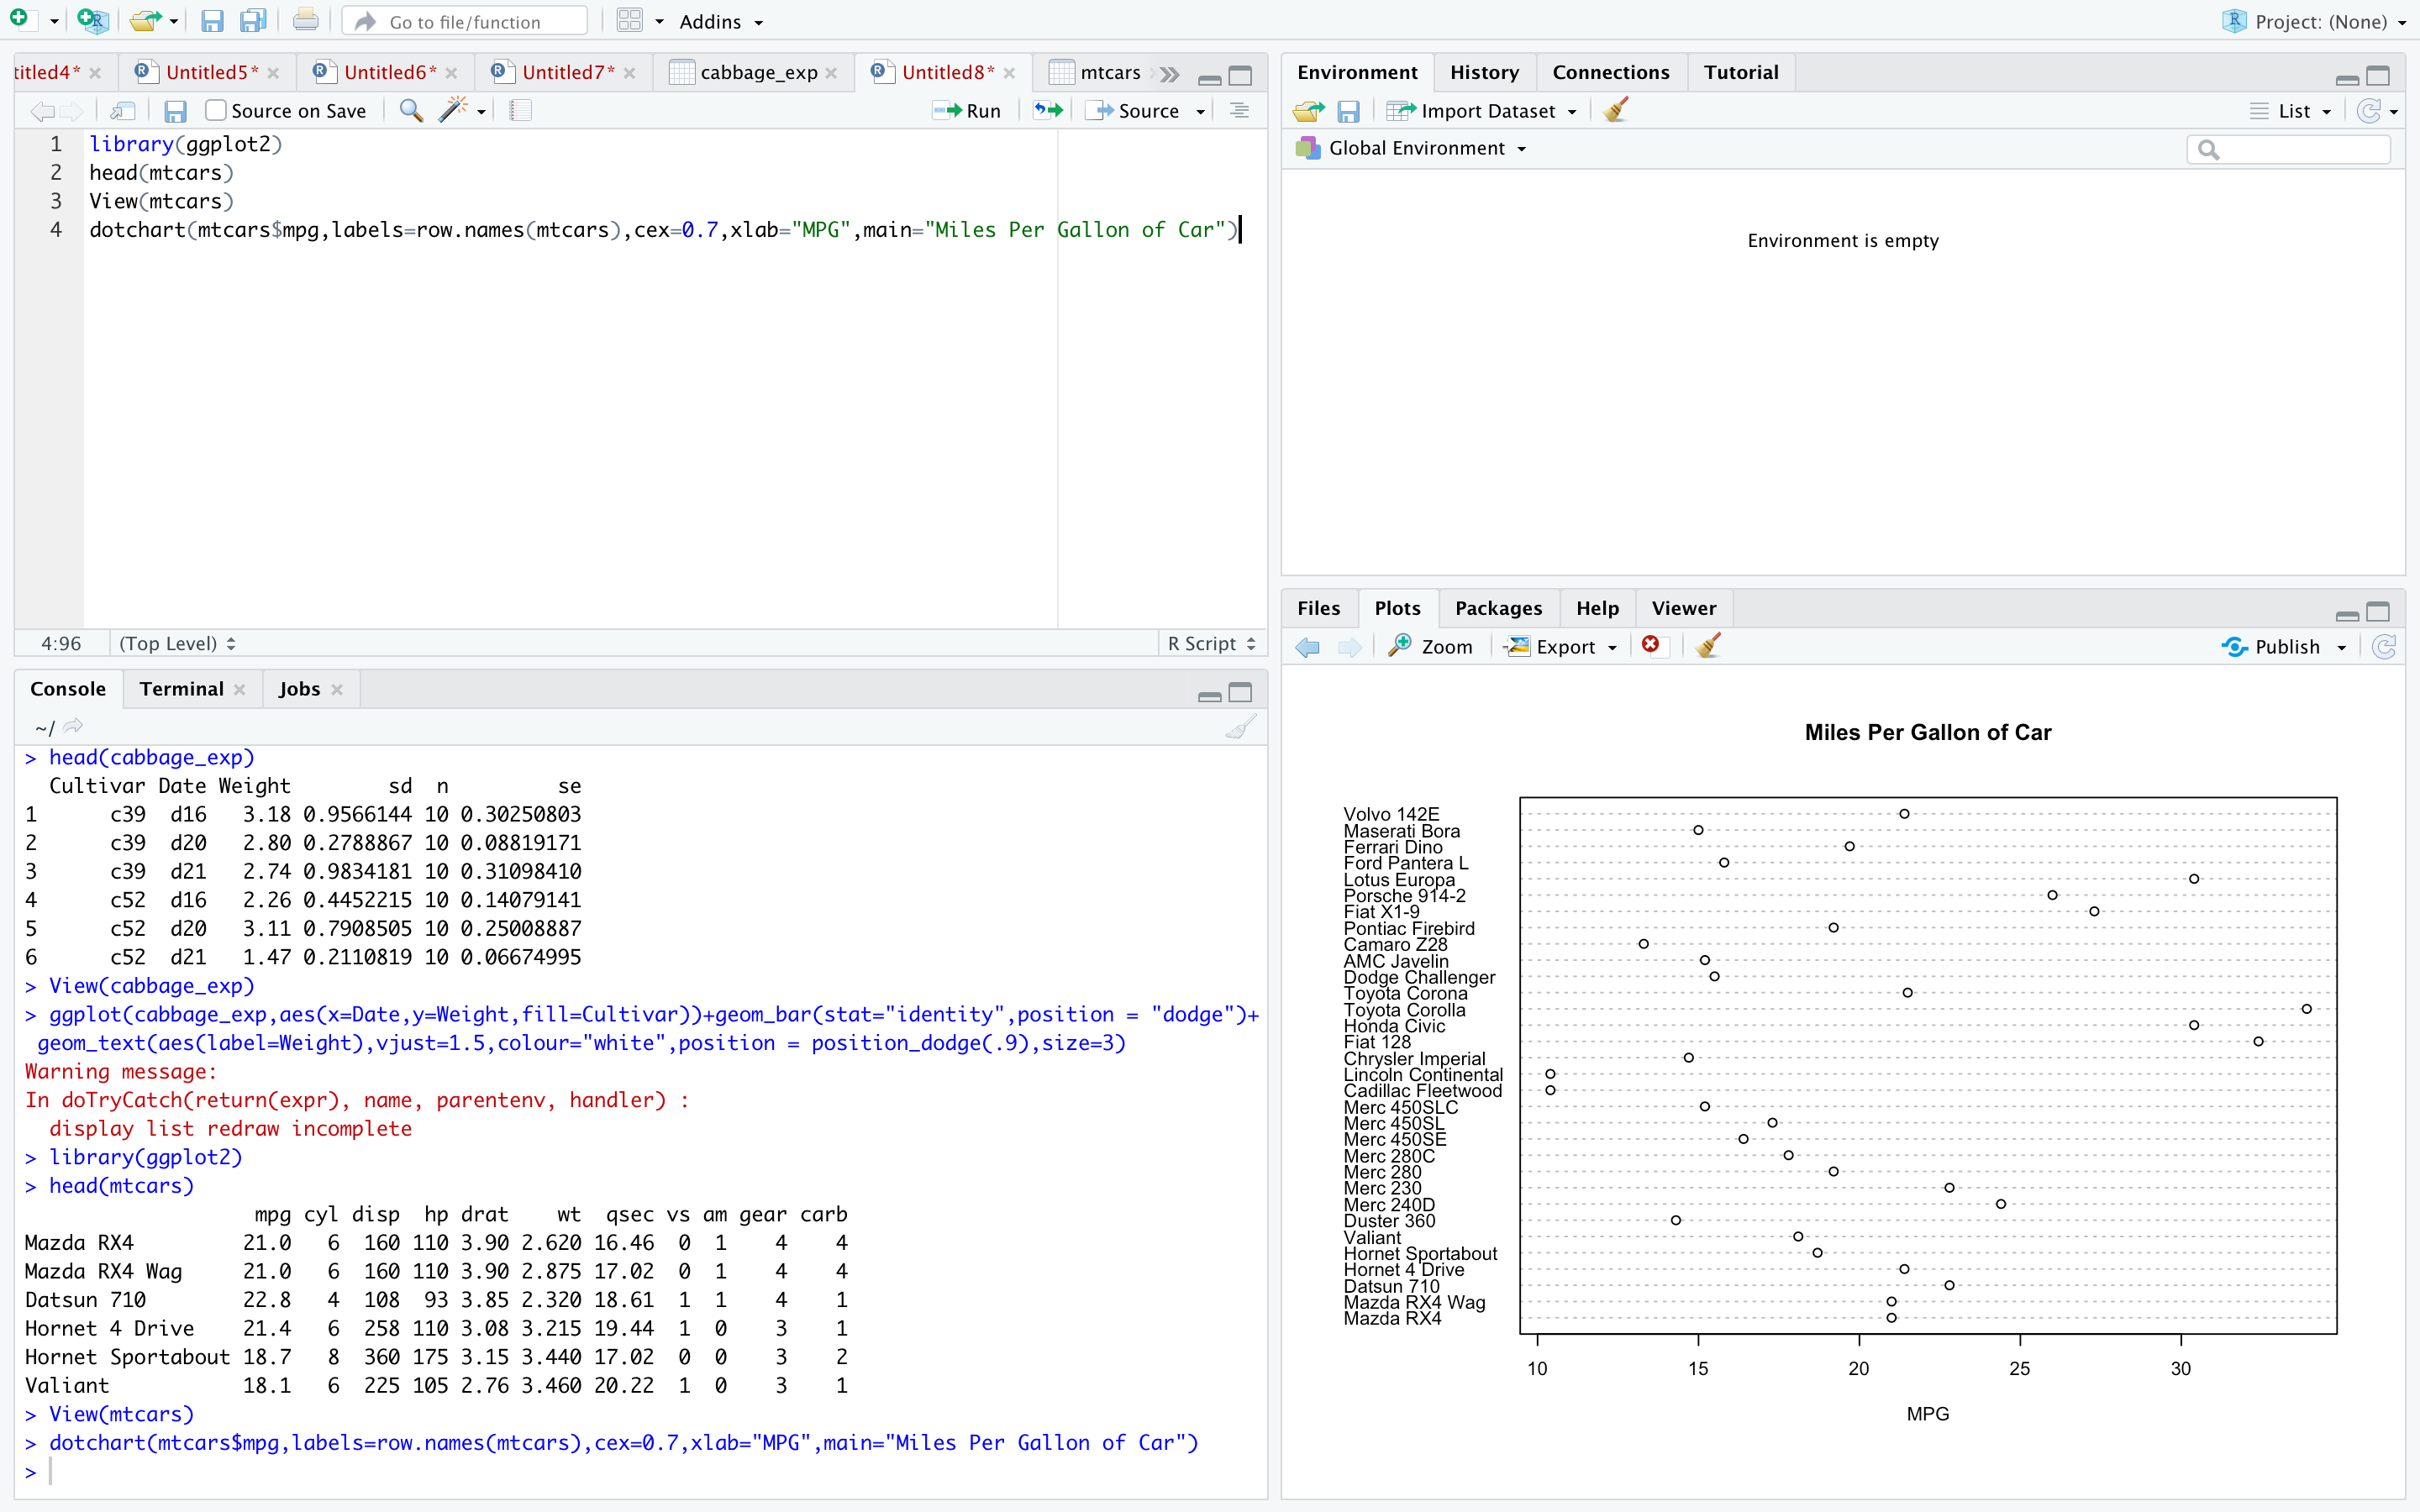 Go to file/function
Addins
Project: (None)
titled4*
Untitled5*
Untitled6*
Untitled7*
cabbage_exp
Untitled8*
mtcars
Source on Save
Run
Source
1 library(ggplot2)
2 head(mtcars)
3 View(mtcars)
4 dotchart(mtcars$mpg,labels=row.names(mtcars),cex=0.7,xlab="MPG",main="Miles Per Gallon of Car")
4:96 (Top Level) R Script
Console Terminal Jobs
~/
> head(cabbage_exp)
  Cultivar Date Weight        sd  n         se
1      c39  d16   3.18 0.9566144 10 0.30250803
2      c39  d20   2.80 0.2788867 10 0.08819171
3      c39  d21   2.74 0.9834181 10 0.31098410
4      c52  d16   2.26 0.4452215 10 0.14079141
5      c52  d20   3.11 0.7908505 10 0.25008887
6      c52  d21   1.47 0.2110819 10 0.06674995
> View(cabbage_exp)
> ggplot(cabbage_exp,aes(x=Date,y=Weight,fill=Cultivar))+geom_bar(stat="identity",position = "dodge")+
 geom_text(aes(label=Weight),vjust=1.5,colour="white",position = position_dodge(.9),size=3)
Warning message:
In doTryCatch(return(expr), name, parentenv, handler) :
  display list redraw incomplete
> library(ggplot2)
> head(mtcars)
                   mpg cyl disp  hp drat    wt  qsec vs am gear carb
Mazda RX4         21.0   6  160 110 3.90 2.620 16.46  0  1    4    4
Mazda RX4 Wag     21.0   6  160 110 3.90 2.875 17.02  0  1    4    4
Datsun 710        22.8   4  108  93 3.85 2.320 18.61  1  1    4    1
Hornet 4 Drive    21.4   6  258 110 3.08 3.215 19.44  1  0    3    1
Hornet Sportabout 18.7   8  360 175 3.15 3.440 17.02  0  0    3    2
Valiant           18.1   6  225 105 2.76 3.460 20.22  1  0    3    1
> View(mtcars)
> dotchart(mtcars$mpg,labels=row.names(mtcars),cex=0.7,xlab="MPG",main="Miles Per Gallon of Car")
>
Environment History Connections Tutorial
Import Dataset
List
Global Environment
Environment is empty
Files Plots Packages Help Viewer
Zoom Export Publish
Miles Per Gallon of Car
Volvo 142E
Maserati Bora
Ferrari Dino
Ford Pantera L
Lotus Europa
Porsche 914-2
Fiat X1-9
Pontiac Firebird
Camaro Z28
AMC Javelin
Dodge Challenger
Toyota Corona
Toyota Corolla
Honda Civic
Fiat 128
Chrysler Imperial
Lincoln Continental
Cadillac Fleetwood
Merc 450SLC
Merc 450SL
Merc 450SE
Merc 280C
Merc 280
Merc 230
Merc 240D
Duster 360
Valiant
Hornet Sportabout
Hornet 4 Drive
Datsun 710
Mazda RX4 Wag
Mazda RX4
10 15 20 25 30
MPG